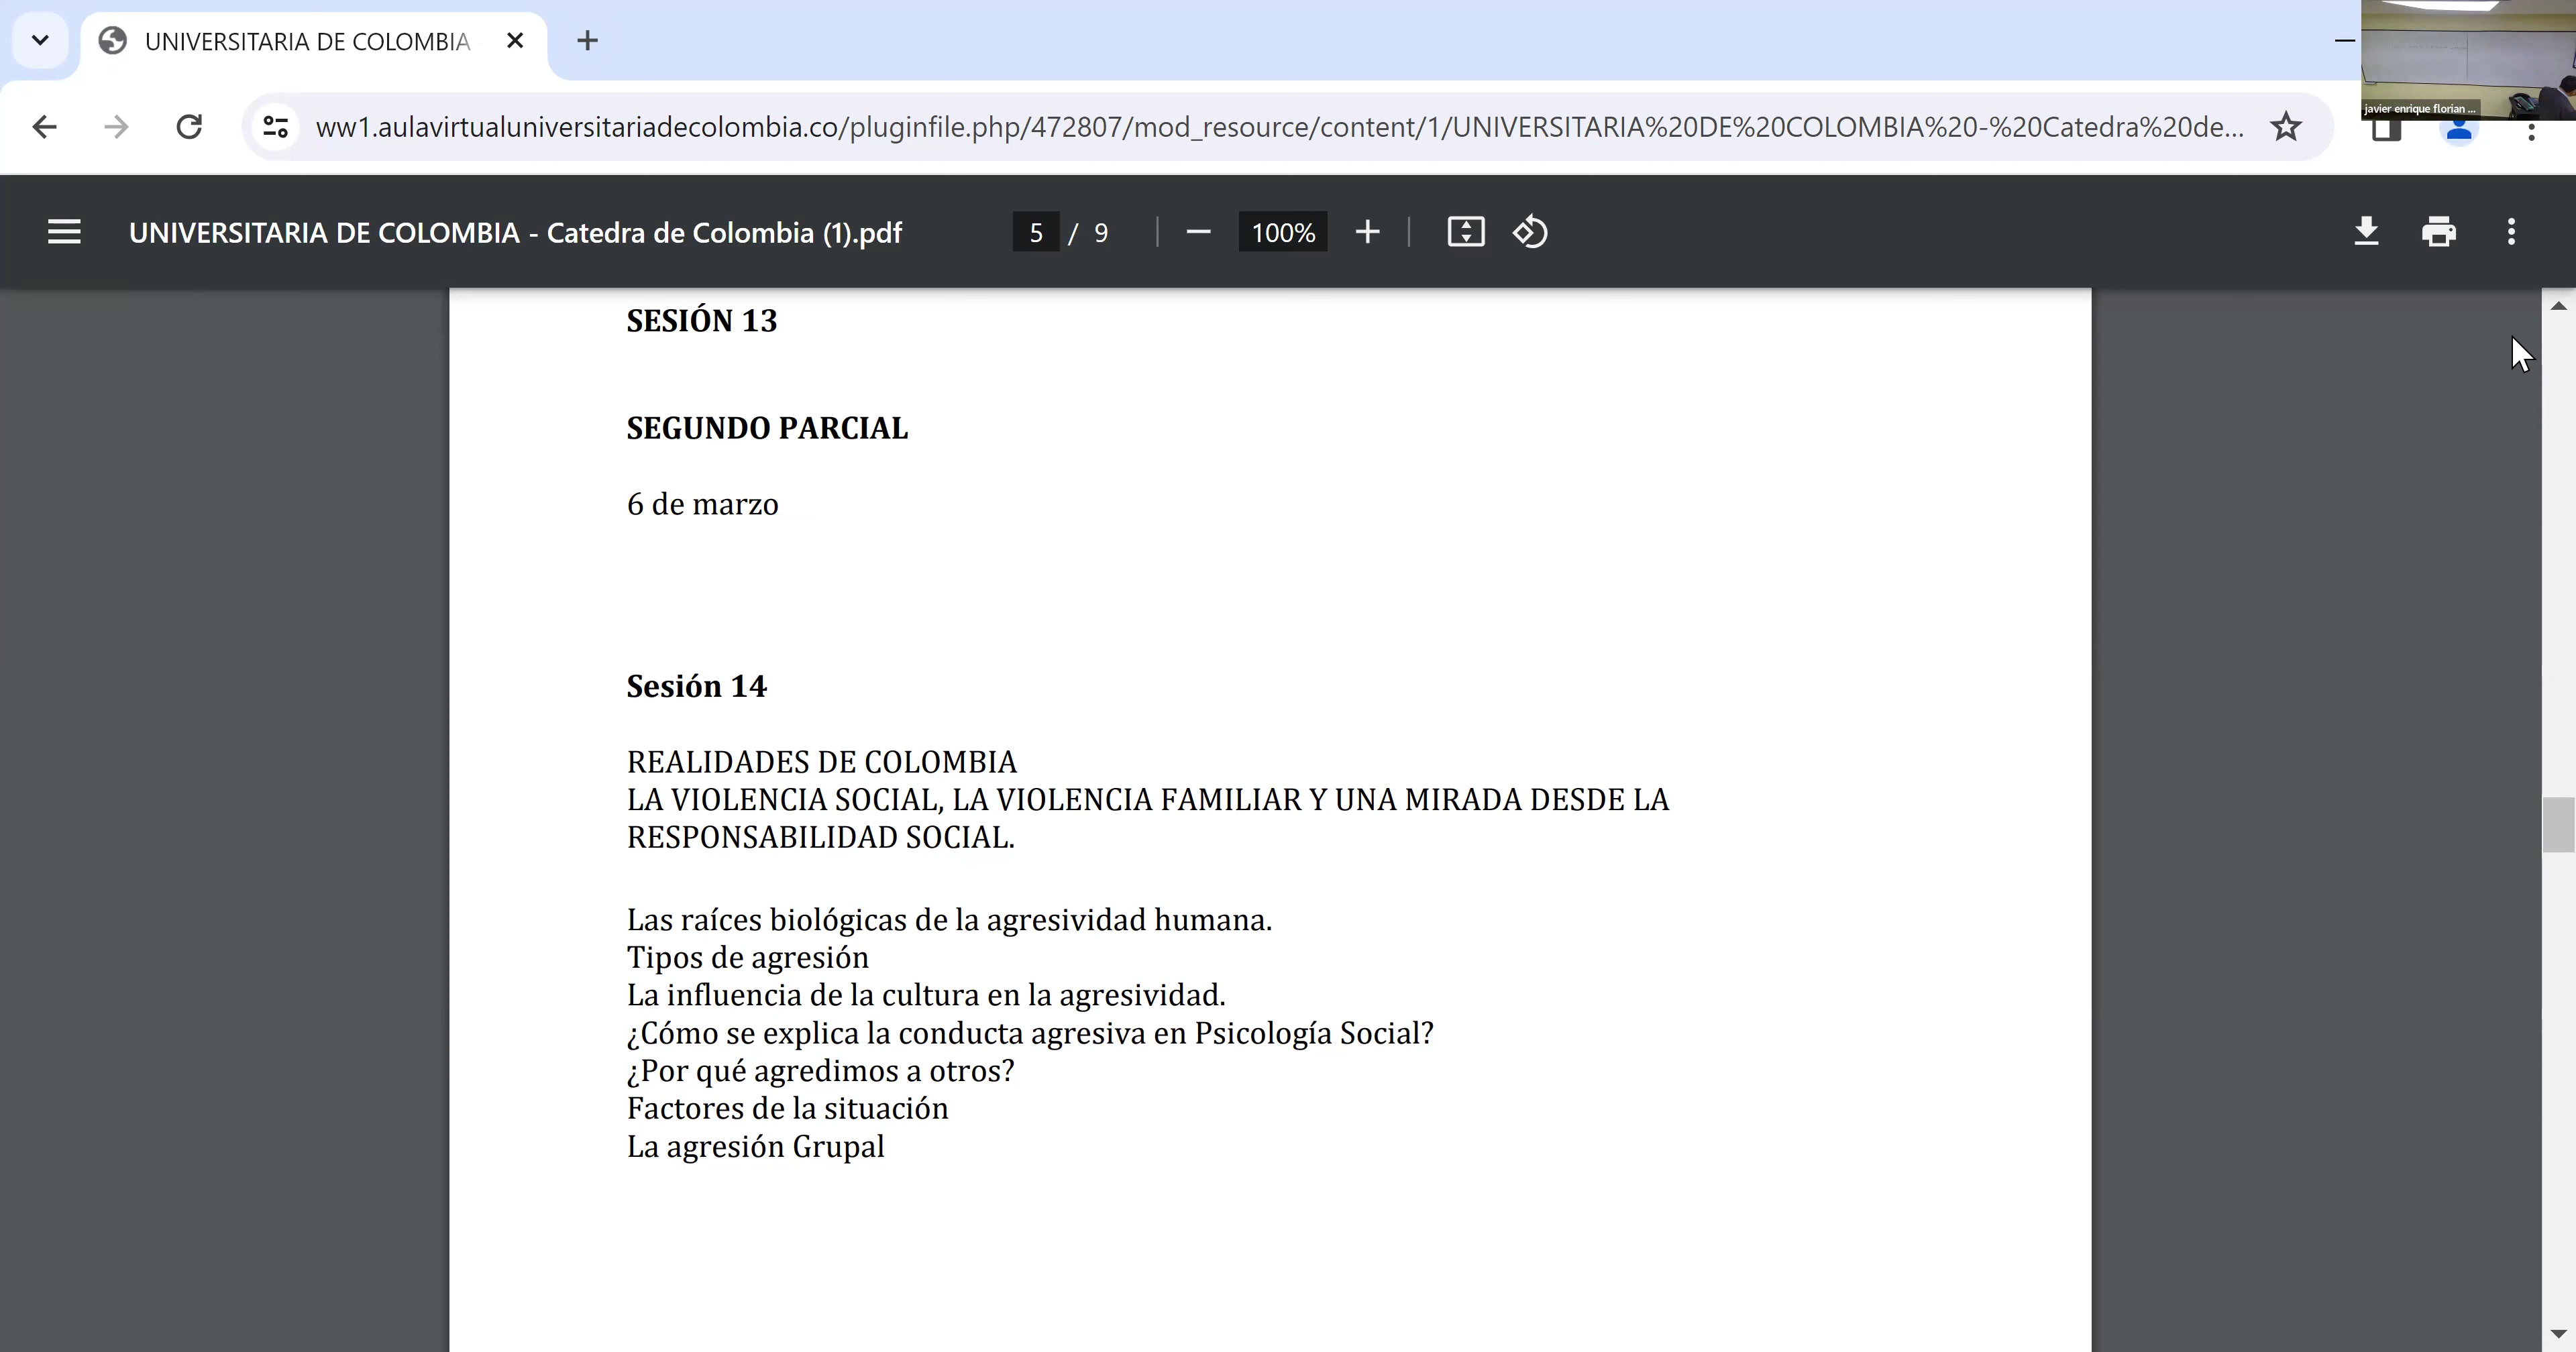 UNIVERSITARIA DE COLOMBIA
ww1.aulavirtualuniversitariadecolombia.co/pluginfile.php/472807/mod_resource/content/1/UNIVERSITARIA%20DE%20COLOMBIA%20-%20Catedra%20de...
javier enrique florian ...
UNIVERSITARIA DE COLOMBIA - Catedra de Colombia (1).pdf
5 / 9
100%
SESIÓN 13
SEGUNDO PARCIAL
6 de marzo
Sesión 14
REALIDADES DE COLOMBIA
LA VIOLENCIA SOCIAL, LA VIOLENCIA FAMILIAR Y UNA MIRADA DESDE LA
RESPONSABILIDAD SOCIAL.
Las raíces biológicas de la agresividad humana.
Tipos de agresión
La influencia de la cultura en la agresividad.
¿Cómo se explica la conducta agresiva en Psicología Social?
¿Por qué agredimos a otros?
Factores de la situación
La agresión Grupal